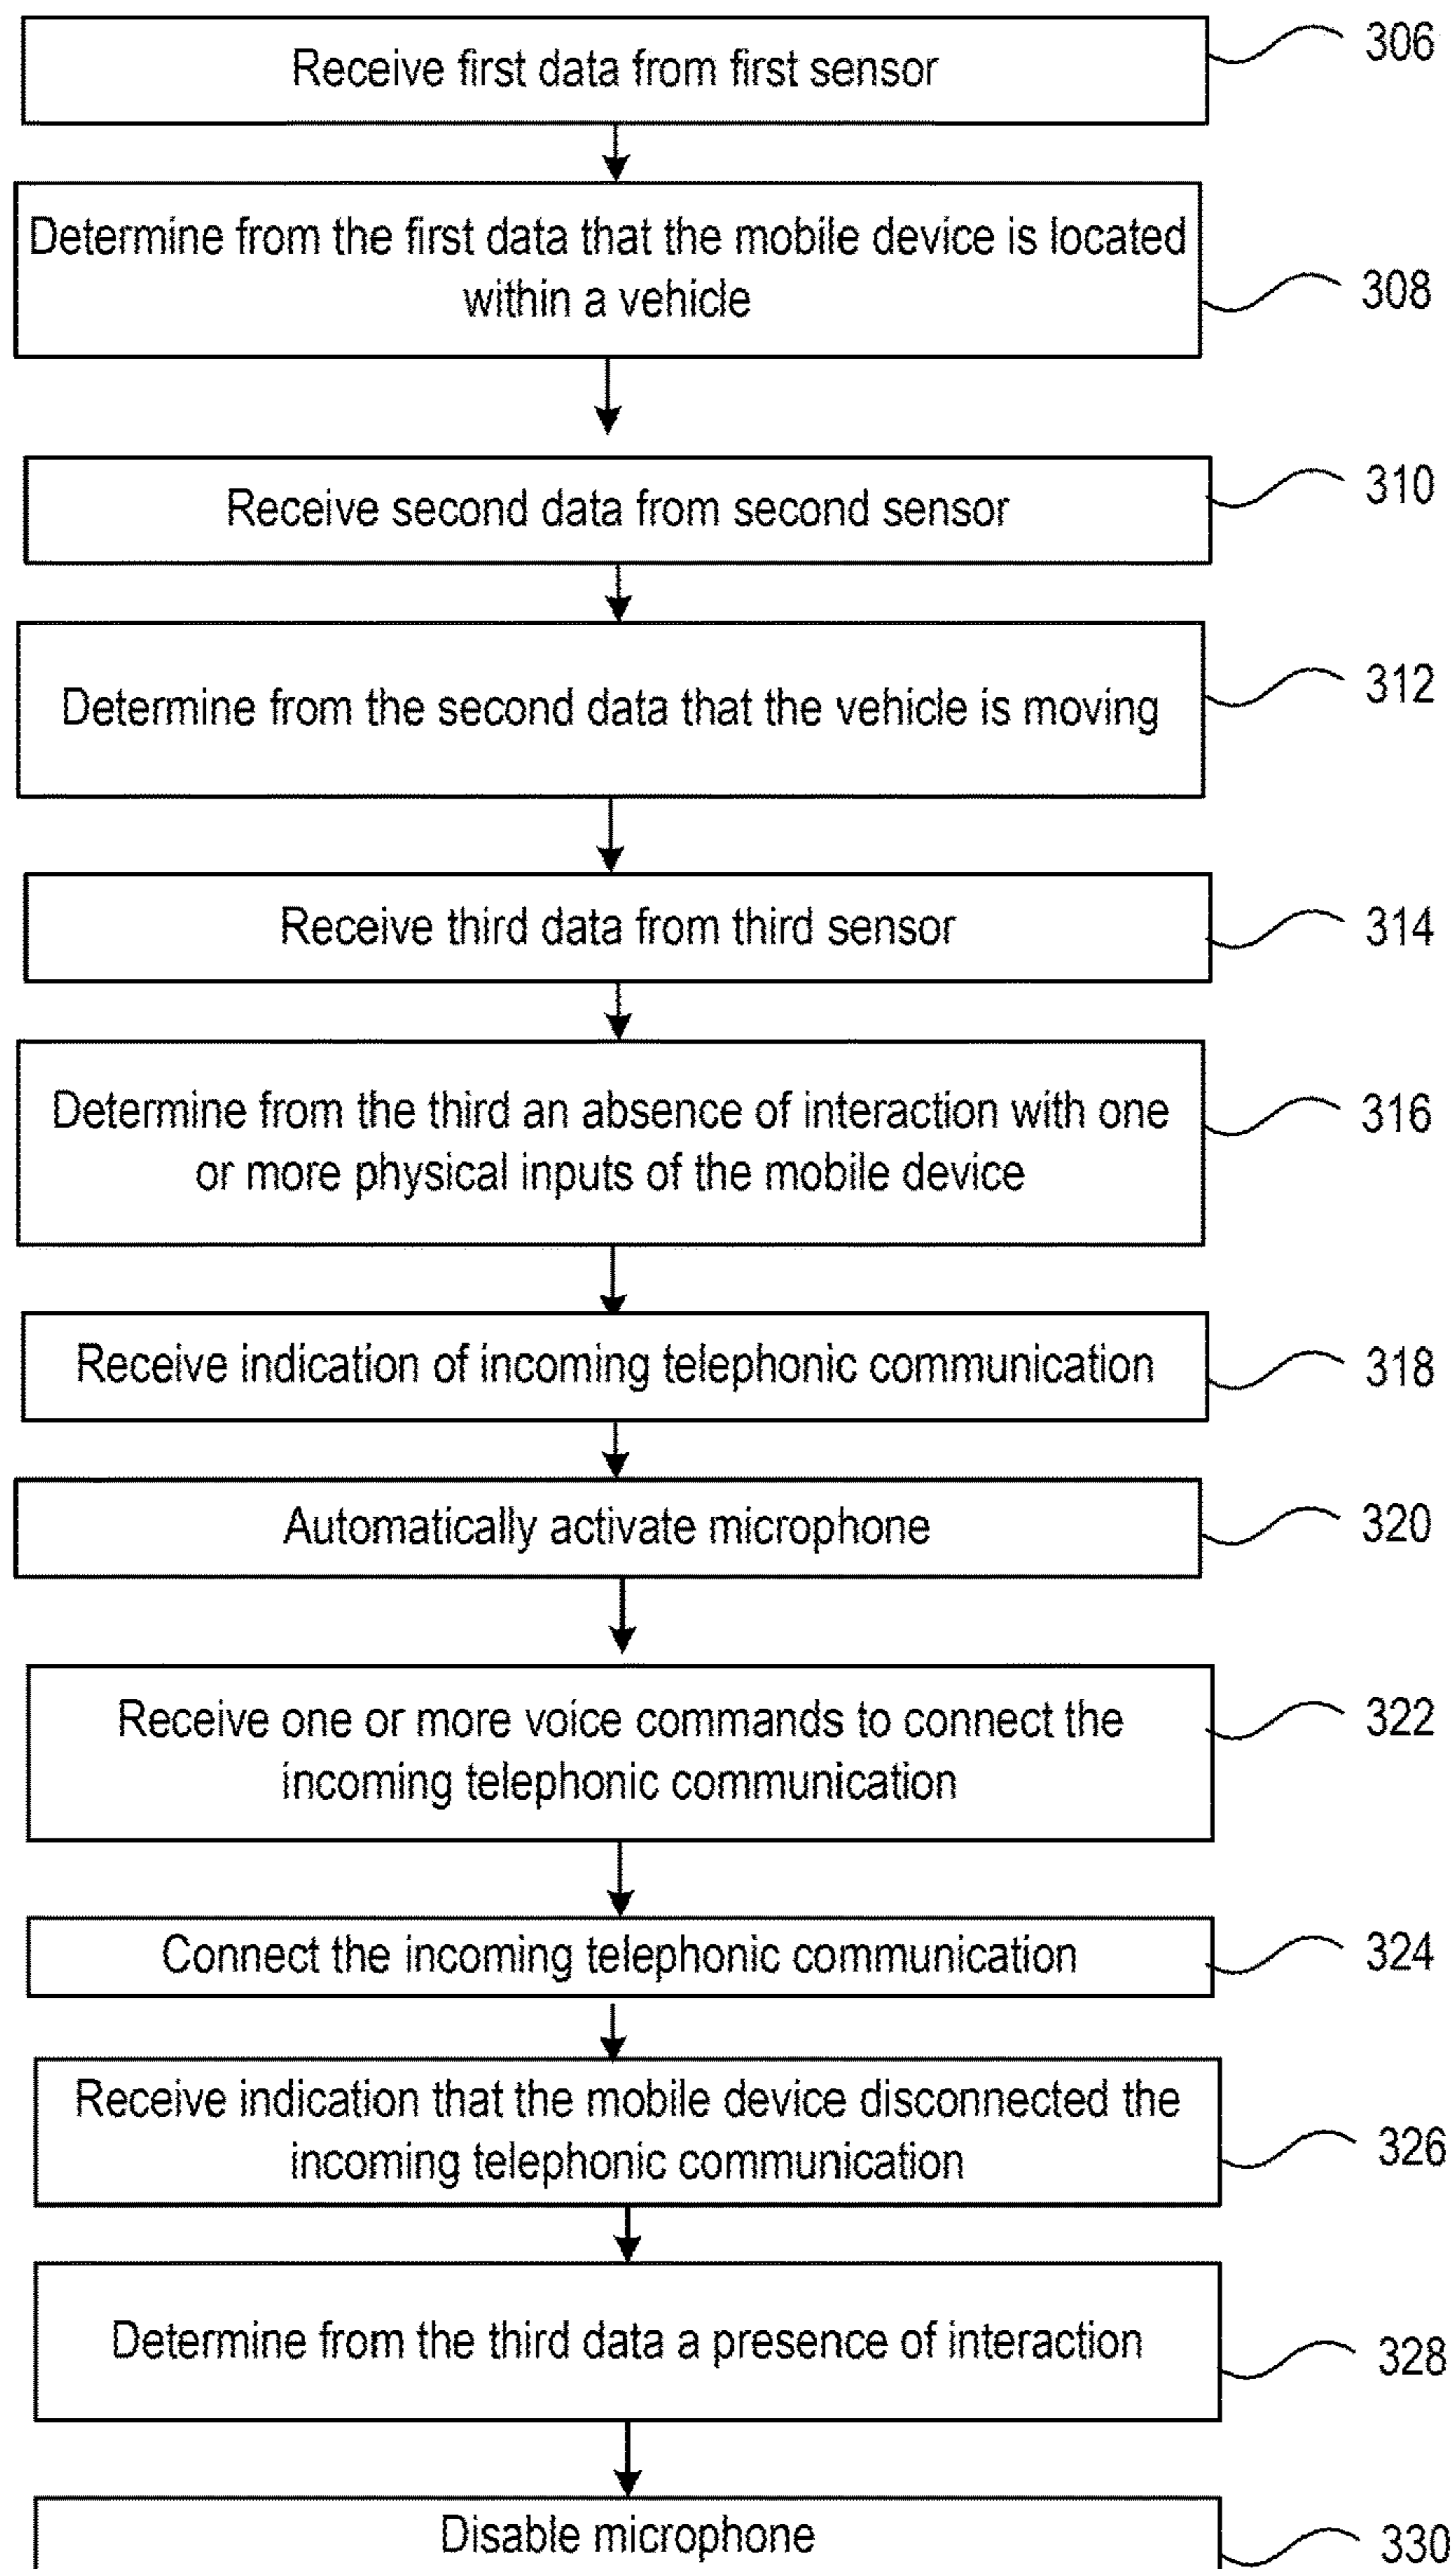 Receive first data from first sensor
306
Determine from the first data that the mobile device is located
within a vehicle
308
Receive second data from second sensor
310
Determine from the second data that the vehicle is moving
312
Receive third data from third sensor
314
Determine from the third an absence of interaction with one
or more physical inputs of the mobile device
316
Receive indication of incoming telephonic communication
318
Automatically activate microphone
320
Receive one or more voice commands to connect the
incoming telephonic communication
322
Connect the incoming telephonic communication
324
Receive indication that the mobile device disconnected the
incoming telephonic communication
326
Determine from the third data a presence of interaction
328
Disable microphone
330